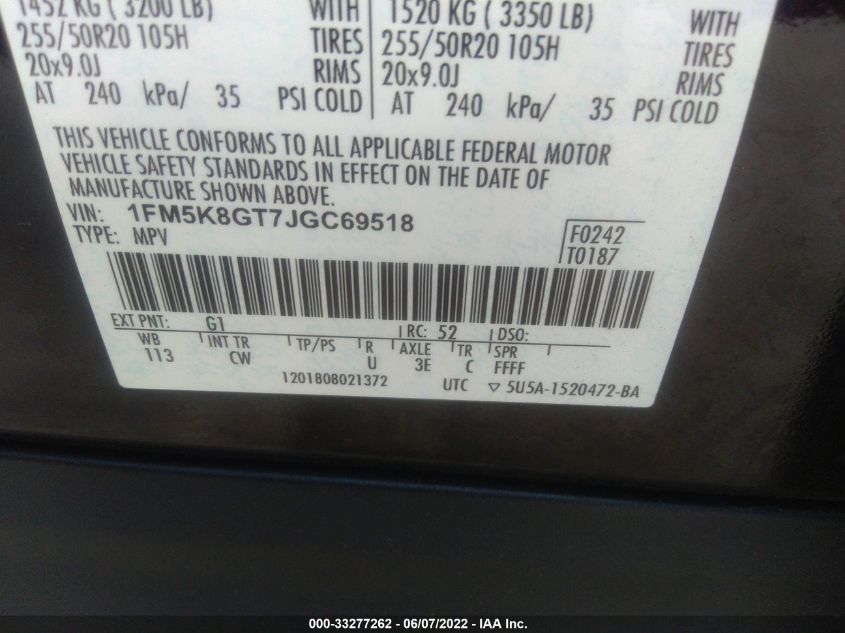 1452 KG ( 3200 LB) WITH 1520 KG ( 3350 LB) WITH
255/50R20 105H TIRES 255/50R20 105H TIRES
20x9.0J RIMS 20x9.0J RIMS
AT 240 kPa/ 35 PSI COLD AT 240 kPa/ 35 PSI COLD
THIS VEHICLE CONFORMS TO ALL APPLICABLE FEDERAL MOTOR
VEHICLE SAFETY STANDARDS IN EFFECT ON THE DATE OF
MANUFACTURE SHOWN ABOVE.
VIN: 1FM5K8GT7JGC69518
TYPE: MPV
F0242
T0187
EXT PNT: G1 RC: 52 DSO:
WB INT TR TP/PS R AXLE TR SPR
113 CW U 3E C FFFF
1201808021372 UTC ▽ 5U5A-1520472-BA
000-33277262 - 06/07/2022 - IAA Inc.